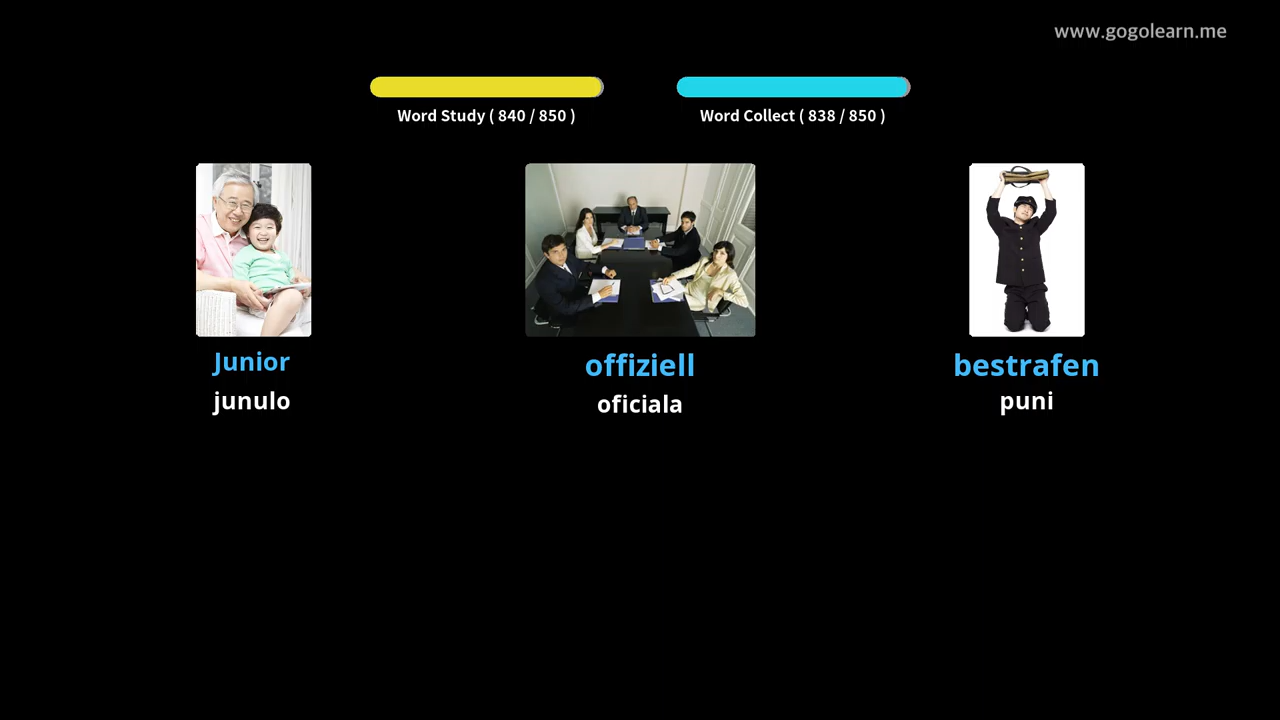 www.gogolearn.me
Word Study ( 840 / 850 )
Word Collect ( 838 / 850 )
Junior
junulo
offiziell
oficiala
bestrafen
puni